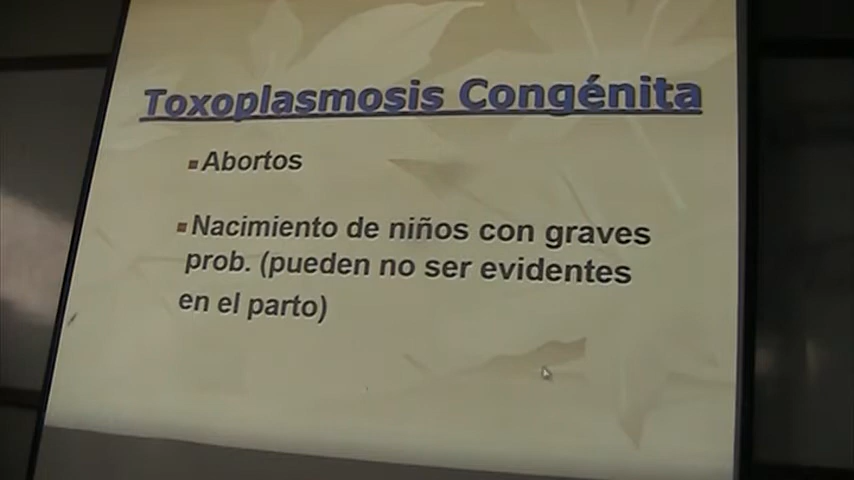 Toxoplasmosis Congénita
Abortos
Nacimiento de niños con graves
prob. (pueden no ser evidentes
en el parto)